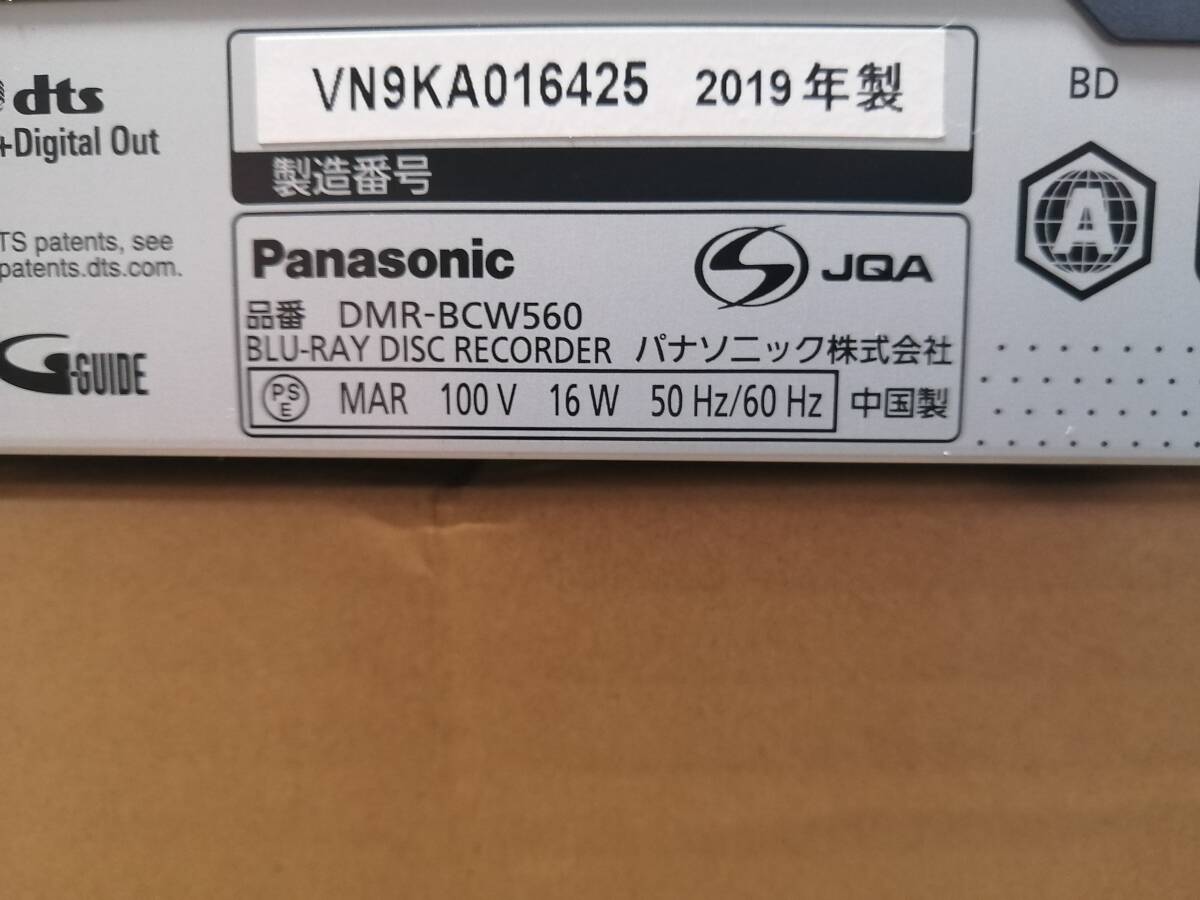 dts
+Digital Out
TS patents, see
patents.dts.com.
G-GUIDE
VN9KA016425 2019年製
製造番号
Panasonic
S JQA
品番 DMR-BCW560
BLU-RAY DISC RECORDER パナソニック株式会社
PS E MAR 100 V 16 W 50 Hz/60 Hz 中国製
BD
A